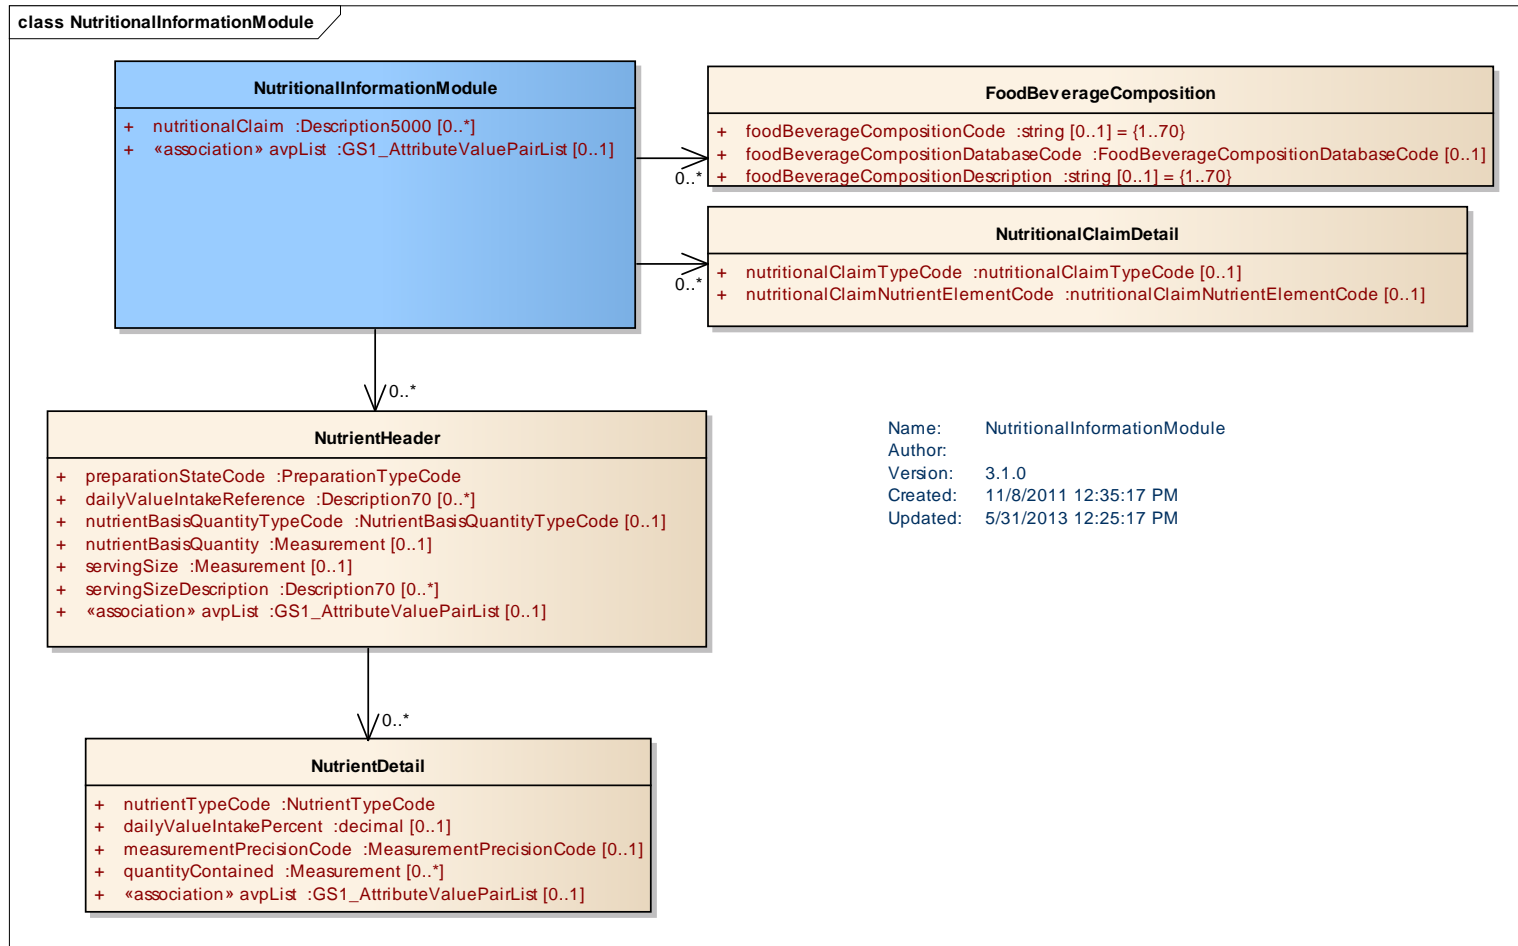 class NutritionalInformationModule
NutritionalInformationModule
+ nutritionalClaim :Description5000 [0..*]
+ «association» avpList :GS1_AttributeValuePairList [0..1]
0..*
FoodBeverageComposition
+ foodBeverageCompositionCode :string [0..1] = {1..70}
+ foodBeverageCompositionDatabaseCode :FoodBeverageCompositionDatabaseCode [0..1]
+ foodBeverageCompositionDescription :string [0..1] = {1..70}
0..*
NutritionalClaimDetail
+ nutritionalClaimTypeCode :nutritionalClaimTypeCode [0..1]
+ nutritionalClaimNutrientElementCode :nutritionalClaimNutrientElementCode [0..1]
0..*
NutrientHeader
+ preparationStateCode :PreparationTypeCode
+ dailyValueIntakeReference :Description70 [0..*]
+ nutrientBasisQuantityTypeCode :NutrientBasisQuantityTypeCode [0..1]
+ nutrientBasisQuantity :Measurement [0..1]
+ servingSize :Measurement [0..1]
+ servingSizeDescription :Description70 [0..*]
+ «association» avpList :GS1_AttributeValuePairList [0..1]
Name: NutritionalInformationModule
Author:
Version: 3.1.0
Created: 11/8/2011 12:35:17 PM
Updated: 5/31/2013 12:25:17 PM
0..*
NutrientDetail
+ nutrientTypeCode :NutrientTypeCode
+ dailyValueIntakePercent :decimal [0..1]
+ measurementPrecisionCode :MeasurementPrecisionCode [0..1]
+ quantityContained :Measurement [0..*]
+ «association» avpList :GS1_AttributeValuePairList [0..1]